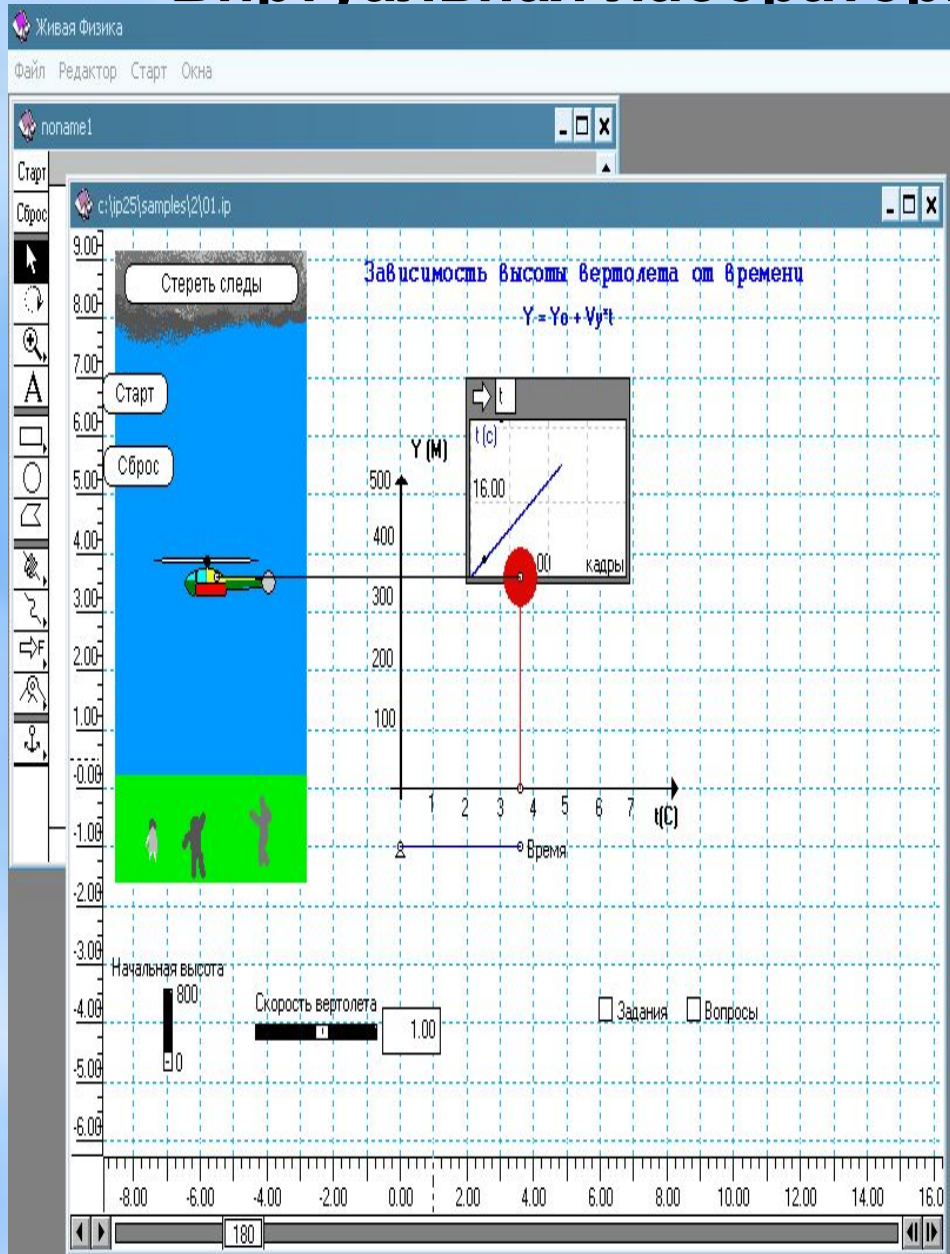 Живая Физика
Файл Редактор Старт Окна
noname1
Старт
Сброс
c:\ip25\samples\2\01.ip
A
F
9.00
8.00
7.00
6.00
5.00
4.00
3.00
2.00
1.00
-0.00
-1.00
-2.00
-3.00
-4.00
-5.00
-6.00
Стереть следы
Старт
Сброс
Зависимость высоты вертолета от времени
Y = Yo + Vy*t
t
t (c)
16.00
.00 кадры
Y (М)
500
400
300
200
100
1 2 3 4 5 6 7
t(C)
Время
Начальная высота
800
0
Скорость вертолета
1.00
Задания Вопросы
-8.00 -6.00 -4.00 -2.00 0.00 2.00 4.00 6.00 8.00 10.00 12.00 14.00 16.0
180